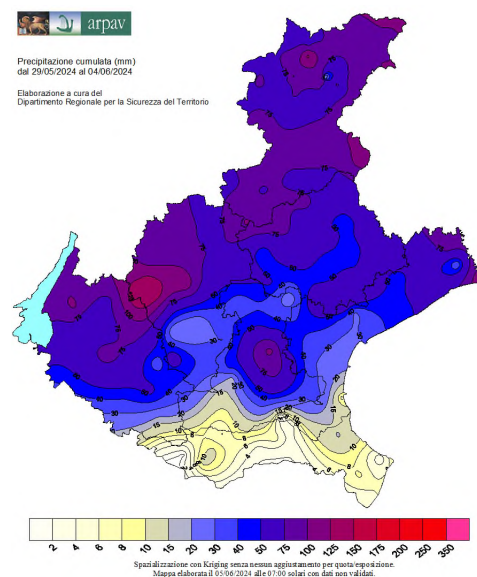 arpav
Precipitazione cumulata (mm)
dal 29/05/2024 al 04/06/2024
Elaborazione a cura del
Dipartimento Regionale per la Sicurezza del Territorio
2 4 6 8 10 15 20 30 40 50 75 100 125 150 175 200 250 350
Spazializzazione con Kriging senza nessun aggiustamento per quota/esposizione.
Mappa elaborata il 05/06/2024 alle 07:00 solari con dati non validati.